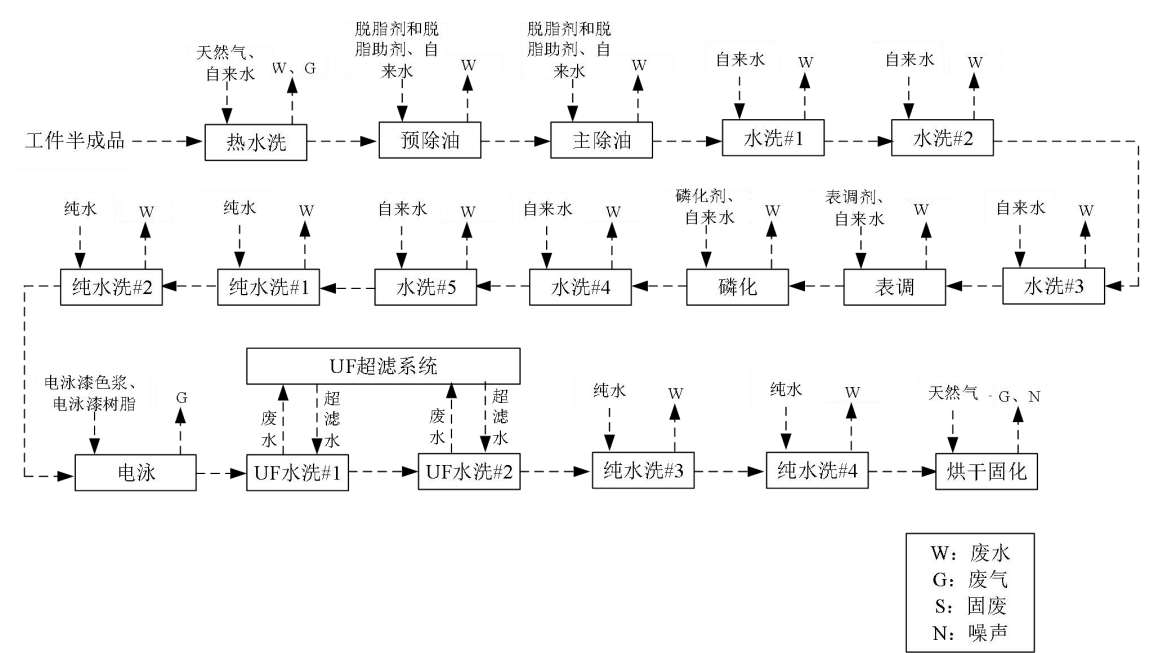 天然气、
自来水
W、G
脱脂剂和脱
脂助剂、自
来水
W
脱脂剂和脱
脂助剂、自
来水
W
自来水
W
自来水
W
工件半成品
热水洗
预除油
主除油
水洗#1
水洗#2
纯水
W
纯水
W
自来水
W
自来水
W
磷化剂、
自来水
W
表调剂、
自来水
W
自来水
W
纯水洗#2
纯水洗#1
水洗#5
水洗#4
磷化
表调
水洗#3
UF超滤系统
电泳漆色浆、
电泳漆树脂
G
废水
超滤水
废水
超滤水
纯水
W
纯水
W
天然气
G、N
电泳
UF水洗#1
UF水洗#2
纯水洗#3
纯水洗#4
烘干固化
W：废水
G：废气
S：固废
N：噪声